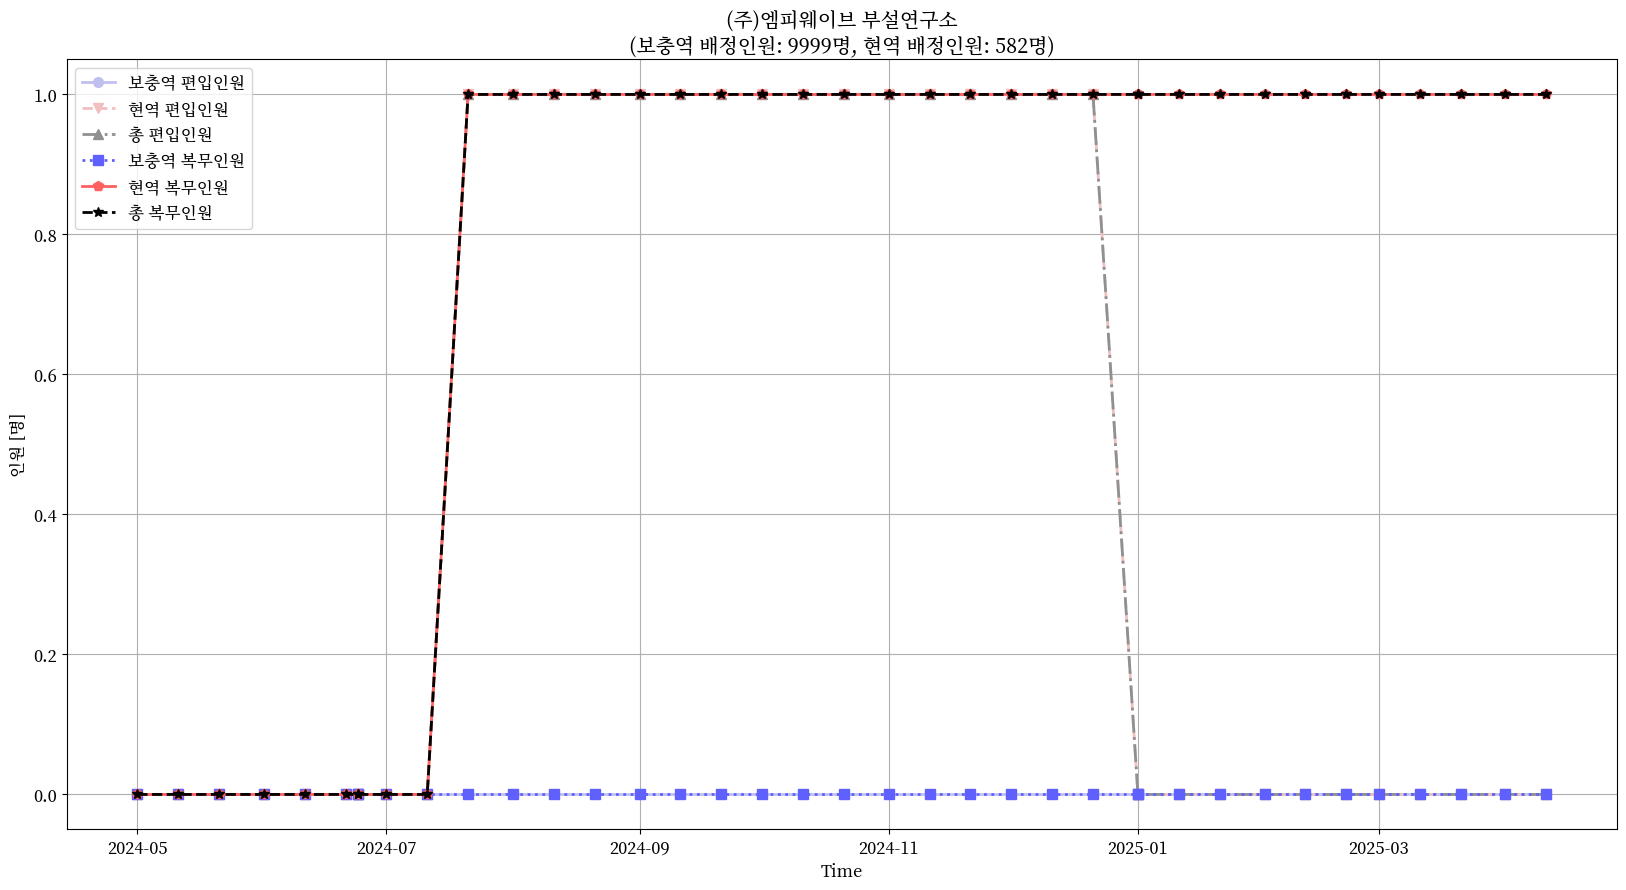 (주)엠피웨이브 부설연구소
(보충역 배정인원: 9999명, 현역 배정인원: 582명)
보충역 편입인원
현역 편입인원
총 편입인원
보충역 복무인원
현역 복무인원
총 복무인원
1.0
0.8
0.6
0.4
0.2
0.0
인원 [명]
2024-05
2024-07
2024-09
2024-11
2025-01
2025-03
Time